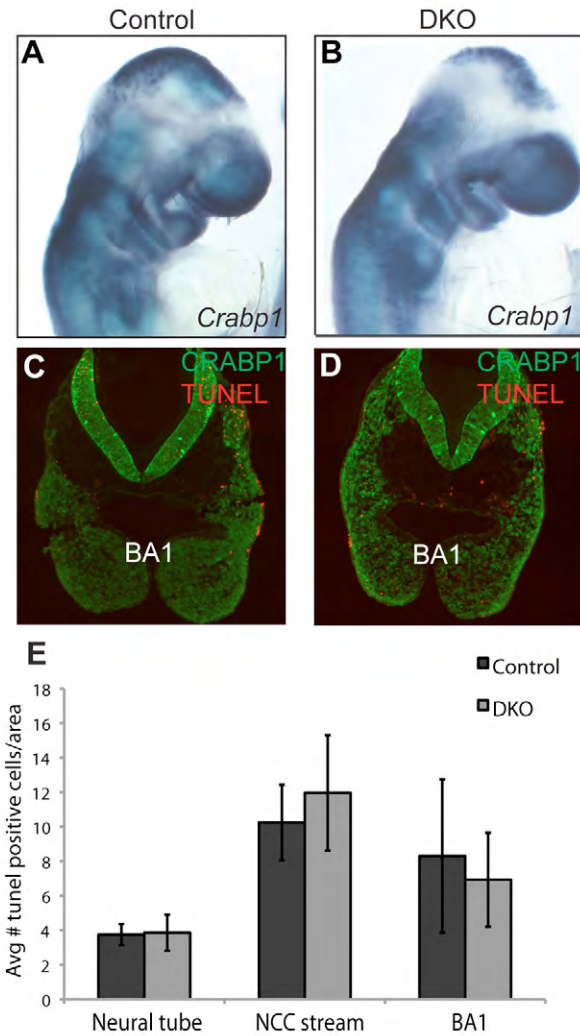 Control DKO
A B
Crabp1 Crabp1
C CRABP1 D CRABP1
TUNEL TUNEL
BA1 BA1
E
Control
DKO
Avg # tunel positive cells/area
18
16
14
12
10
8
6
4
2
0
Neural tube NCC stream BA1